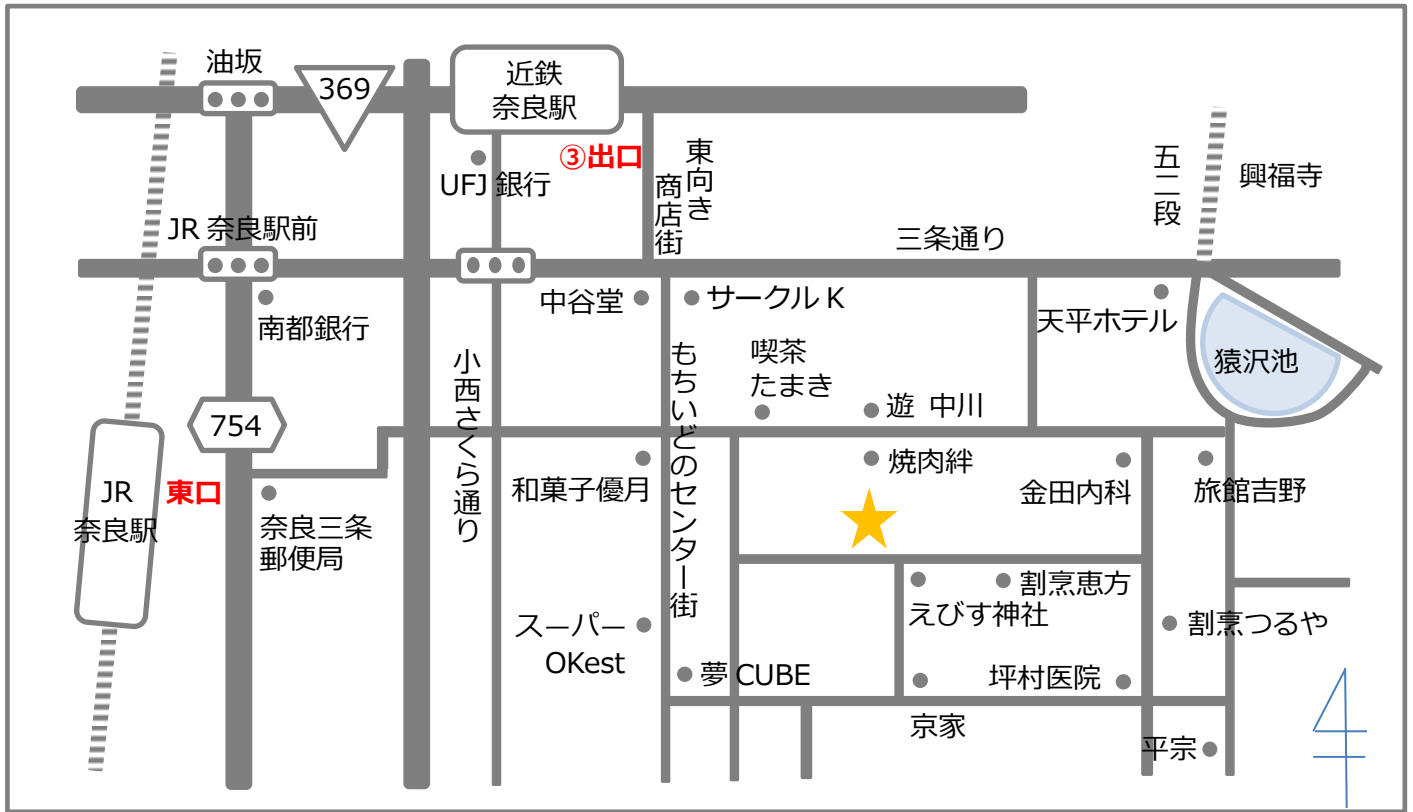 油坂
369
近鉄
奈良駅
③出口
UFJ 銀行
東向き
商店街
五二段
興福寺
JR 奈良駅前
三条通り
南都銀行
中谷堂
サークル K
天平ホテル
猿沢池
小西さくら通り
もちいどのセンター街
喫茶
たまき
遊 中川
754
JR
奈良駅
東口
奈良三条
郵便局
和菓子優月
焼肉絆
金田内科
旅館吉野
割烹恵方
えびす神社
スーパー
OKest
割烹つるや
夢 CUBE
坪村医院
京家
平宗